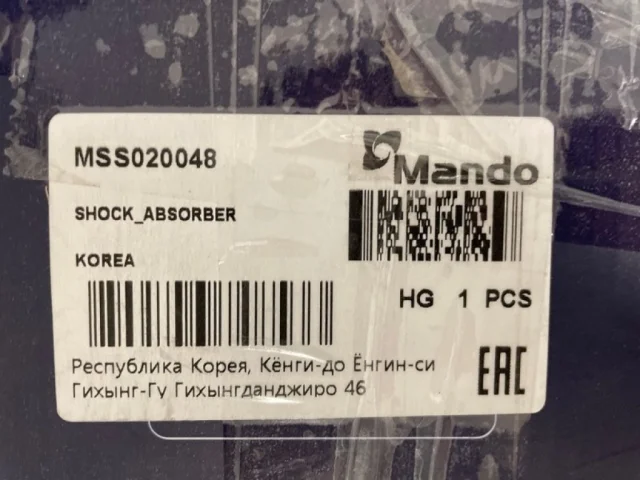 MSS020048
Mando
SHOCK_ABSORBER
KOREA
HG 1 PCS
Республика Корея, Кёнги-до Ёнгин-си
Гихынг-Гу Гихынгданджиро 46
EAC